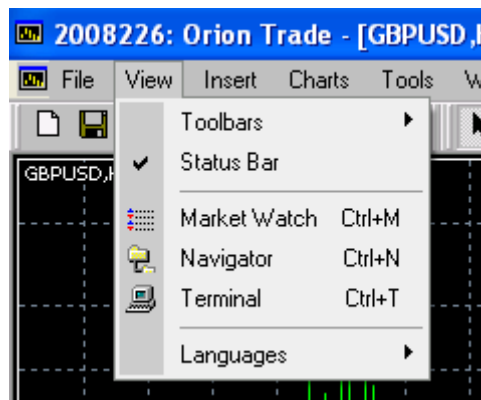 2008226: Orion Trade - [GBPUSD,
File View Insert Charts Tools
Toolbars
Status Bar
GBPUSD,
Market Watch Ctrl+M
Navigator Ctrl+N
Terminal Ctrl+T
Languages